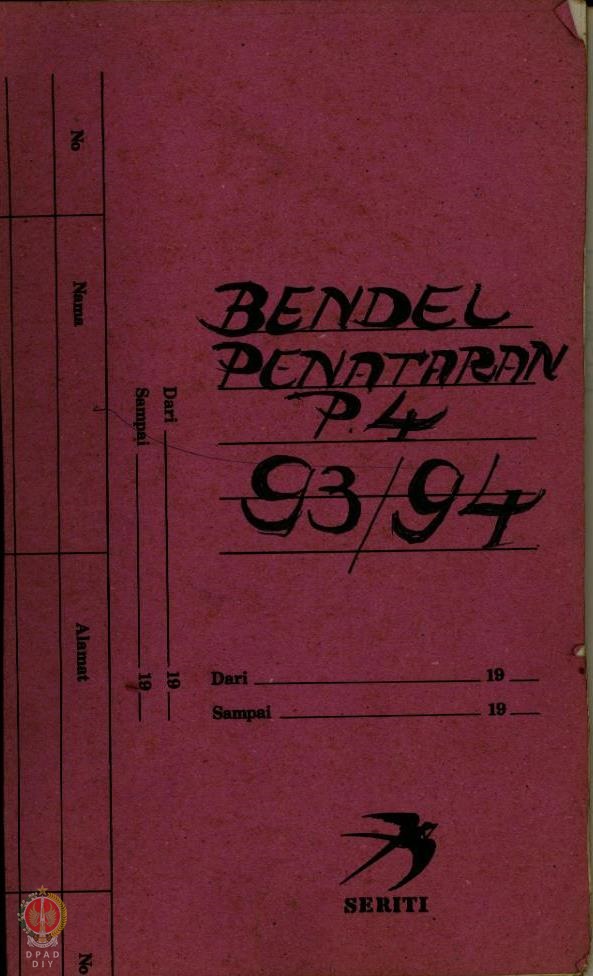 BENDEL
PENATARAN
P.4
93/94
Dari 19
Sampai 19
SERITI
No
Nama
Alamat
No
Dari 19
Sampai 19
DPAD
DIY